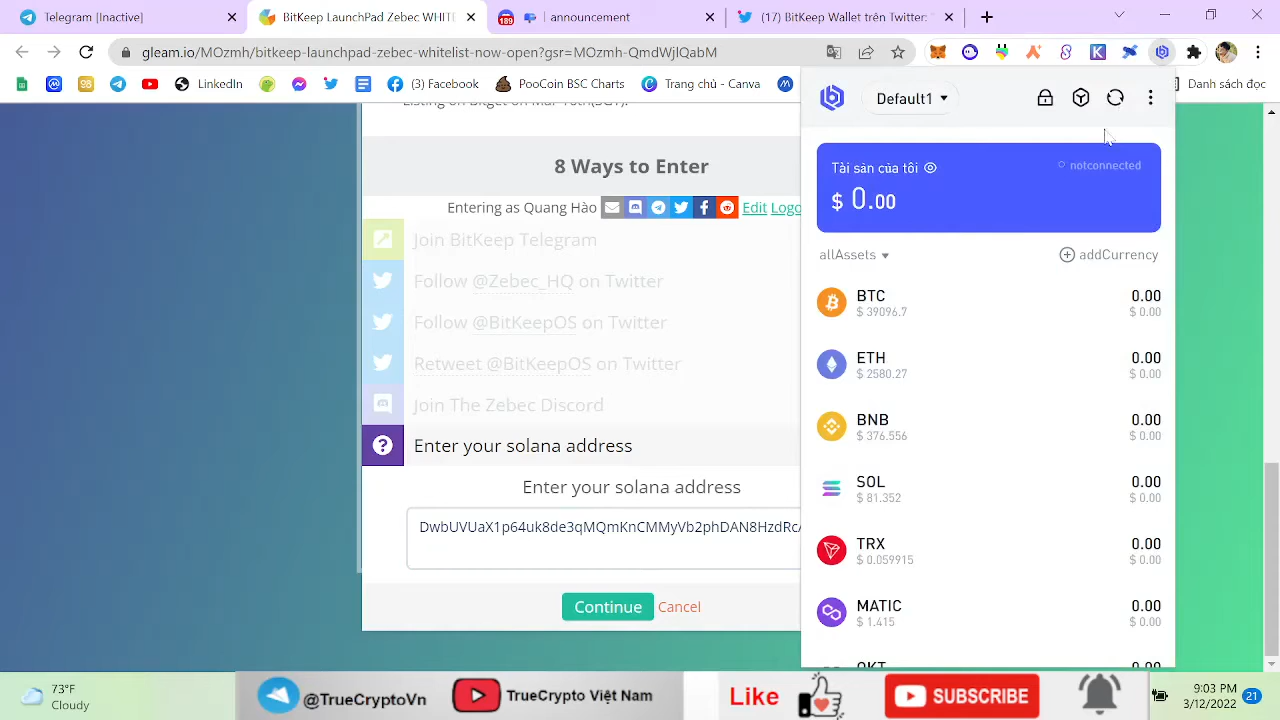 Telegram [Airdrop]
BitKeep LaunchPad Zebec WHITE
189
| announcement
(17) BitKeep Wallet Twitter:
gleam.io/MOzmh/bitkeep-launchpad-zebec-whitelist-now-open?gsr=MOzmh-QmdWjlQabM
LinkedIn
(3) Facebook
PooCoin BSC Charts
Trang chủ - Canva
Danh sách đọc
Listing on Bitget on
8 Ways to Enter
Entering as Quang Hào
Edit
Join BitKeep Telegram
Follow @Zebec_HQ on Twitter
Follow @BitKeepOS on Twitter
Retweet @BitKeepOS on Twitter
Join The Zebec Discord
? Enter your solana address
Enter your solana address
DwbUVUaX1p64uk8de3qMQmKnCMMyVb2phDAN8HzdRc
Continue Cancel
Default1
Tài sản của tôi
notconnected
$ 0.00
allAssets
addCurrency
BTC 0.00
$ 39096.7 $ 0.00
ETH 0.00
$ 2580.27 $ 0.00
BNB 0.00
$ 376.556 $ 0.00
SOL 0.00
$ 81.352 $ 0.00
TRX 0.00
$ 0.059915 $ 0.00
MATIC 0.00
$ 1.415 $ 0.00
73°F
Cloudy
@TrueCryptoVn
TrueCrypto Việt Nam
Like
SUBSCRIBE
9:03 PM
3/12/2022
21